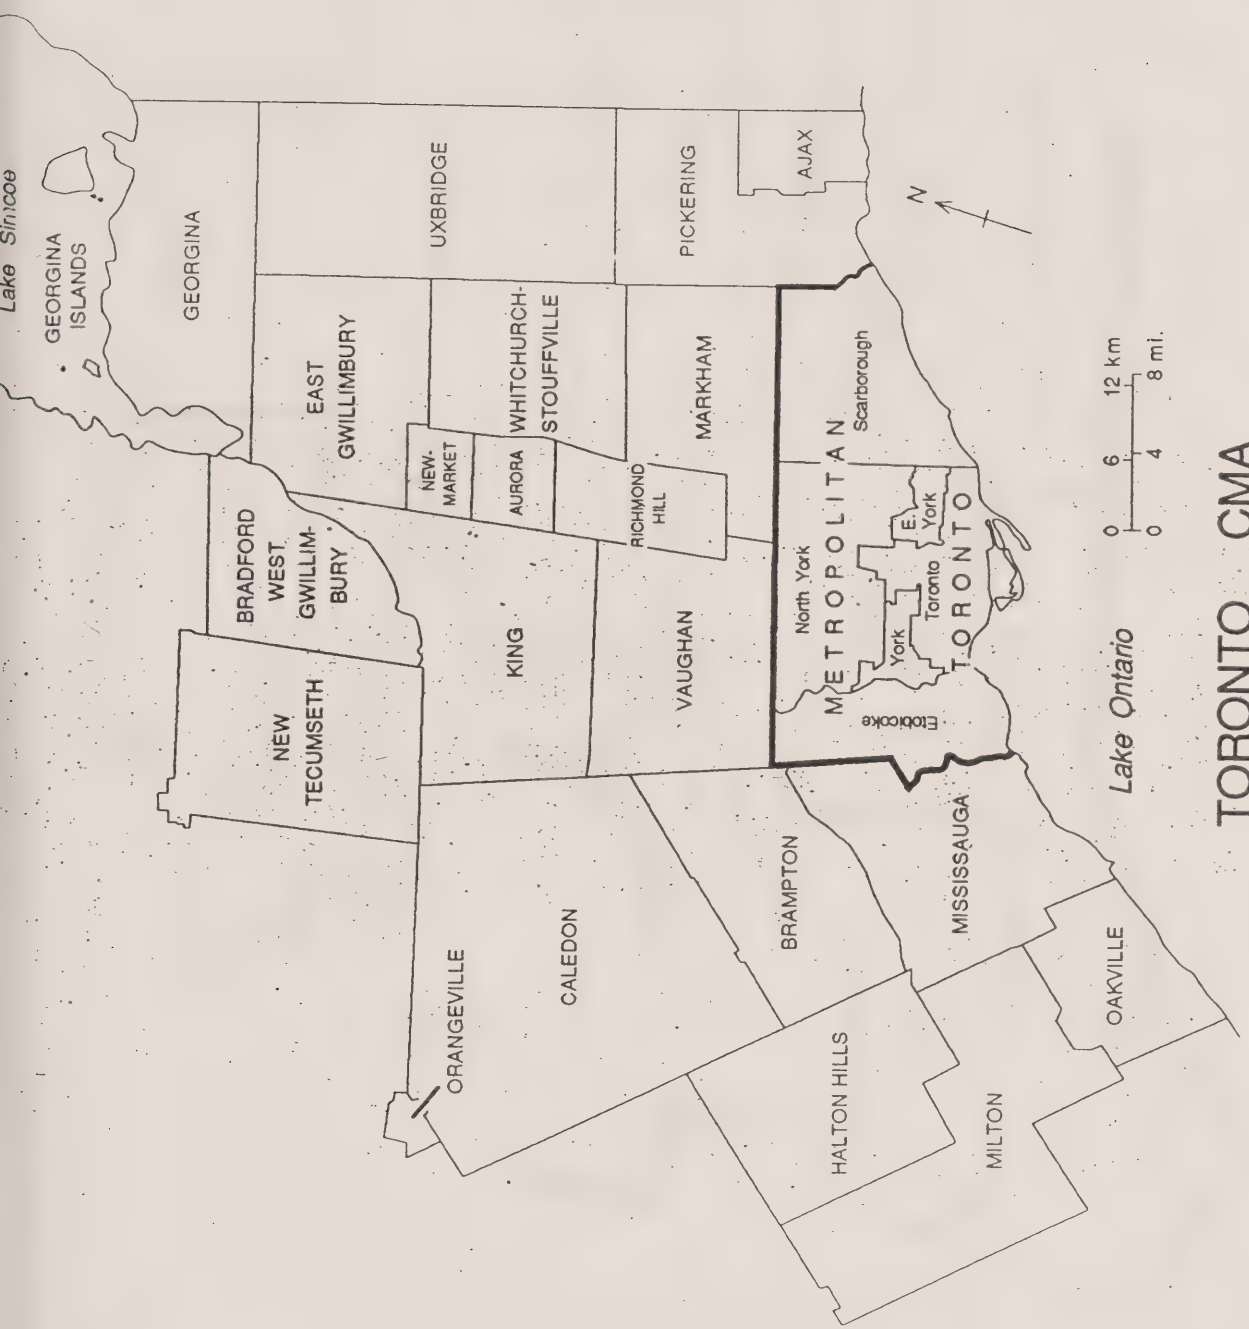 Lake Simcoe
GEORGINA
ISLANDS
GEORGINA
UXBRIDGE
PICKERING
AJAX
N
EAST
GWILLIMBURY
WHITCHURCH-
STOUFFVILLE
MARKHAM
NEW-
MARKET
AURORA
RICHMOND
HILL
BRADFORD
WEST
GWILLIM-
BURY
KING
VAUGHAN
NEW
TECUMSETH
METROPOLITAN
TORONTO
Scarborough
North York
E.
York
Toronto
York
Etobicoke
ORANGEVILLE
CALEDON
BRAMPTON
MISSISSAUGA
HALTON HILLS
MILTON
OAKVILLE
Lake Ontario
0 6 12 km
0 4 8 mi.
TORONTO CMA